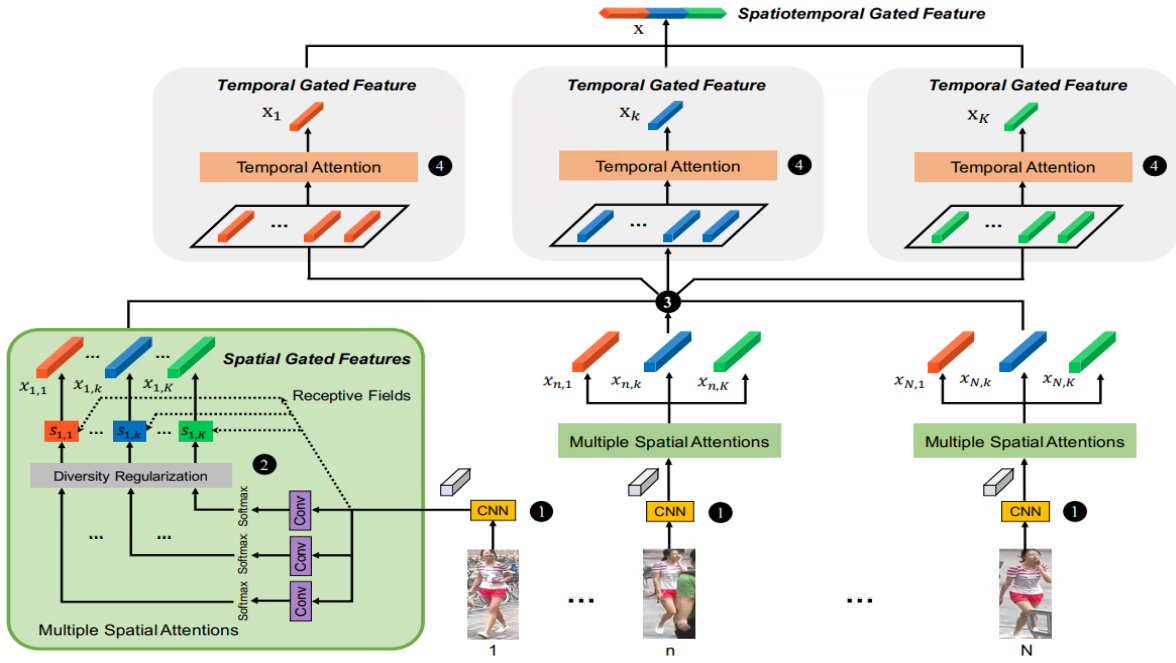 Spatiotemporal Gated Feature
x
Temporal Gated Feature
x1
Temporal Attention
4
...
Temporal Gated Feature
xk
Temporal Attention
4
...
Temporal Gated Feature
xK
Temporal Attention
4
...
3
Spatial Gated Features
... ...
x1,1 x1,k x1,K
Receptive Fields
s1,1 ... s1,k ... s1,K
Diversity Regularization
2
Softmax Conv
... ...
Softmax Conv
Softmax Conv
Multiple Spatial Attentions
xn,1 xn,k xn,K
Multiple Spatial Attentions
xN,1 xN,k xN,K
Multiple Spatial Attentions
CNN 1
CNN 1
CNN 1
... ...
1 n N